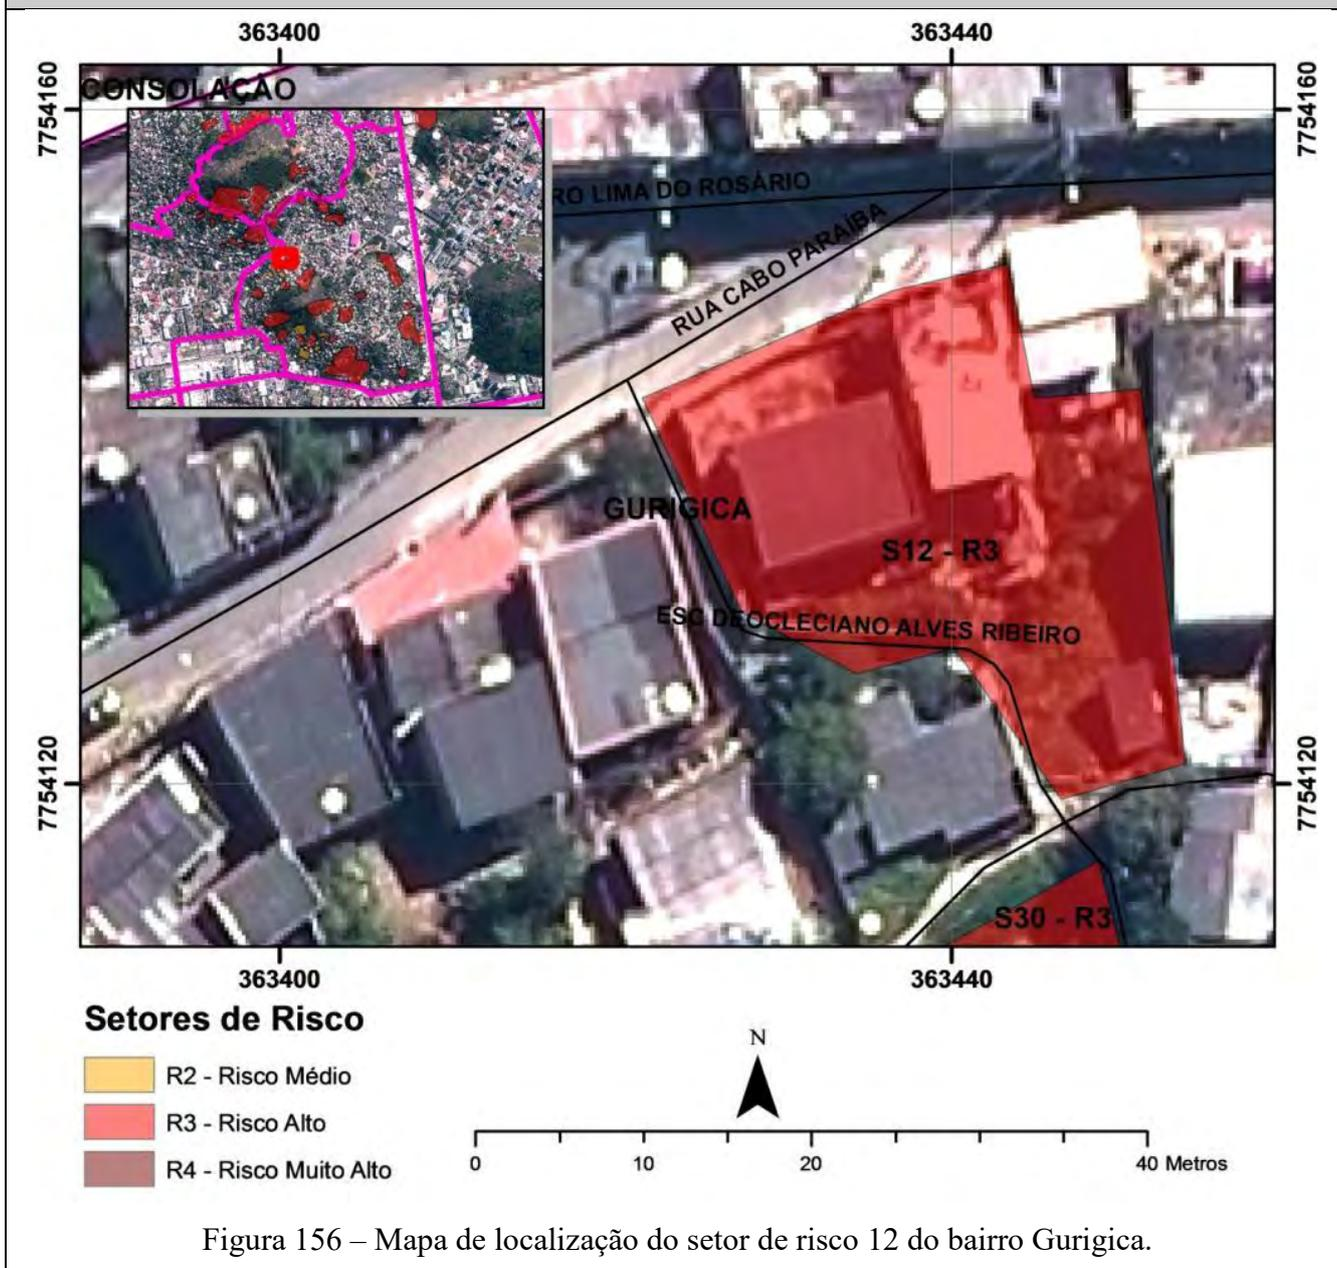 363400
363440
7754160
7754160
CONSOLAÇÃO
RO LIMA DO ROSÁRIO
RUA CABO PARAÍBA
GURIGICA
S12 - R3
ESC DEOCLECIANO ALVES RIBEIRO
7754120
7754120
S30 - R3
363400
363440
Setores de Risco
R2 - Risco Médio
R3 - Risco Alto
R4 - Risco Muito Alto
N
0 10 20 40 Metros
Figura 156 – Mapa de localização do setor de risco 12 do bairro Gurigica.